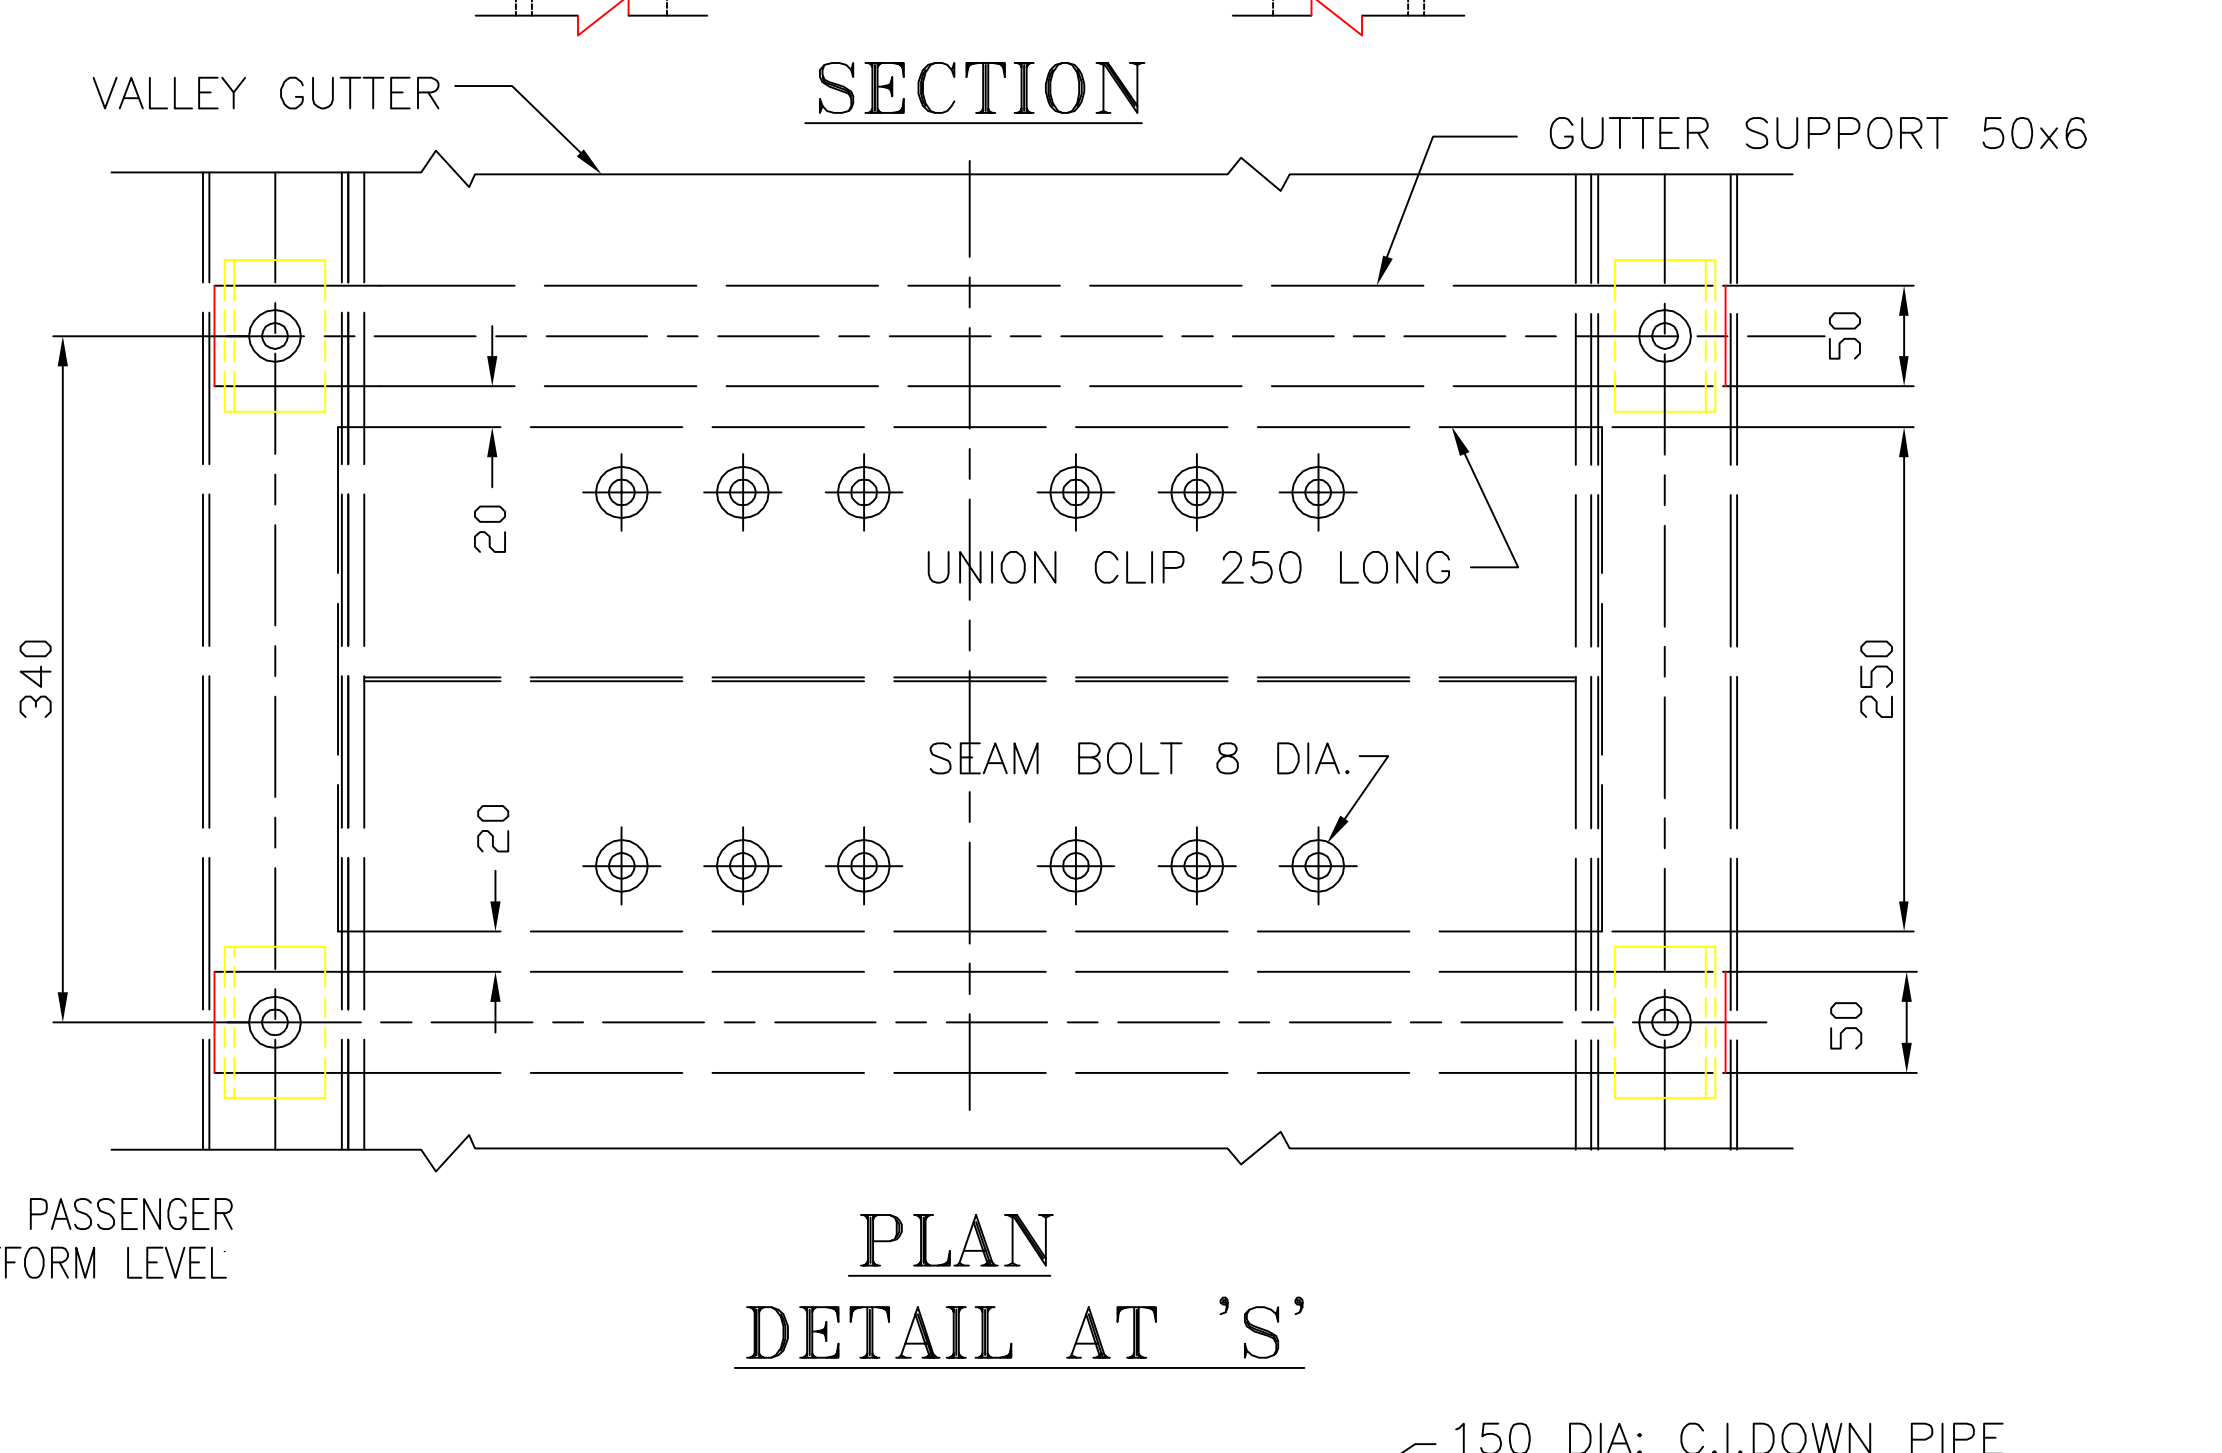 SECTION
VALLEY GUTTER
GUTTER SUPPORT 50x6
50
20
UNION CLIP 250 LONG
340
250
SEAM BOLT 8 DIA.
20
50
PASSENGER
FORM LEVEL
PLAN
DETAIL AT 'S'
150 DIA: C.I.DOWN PIPE